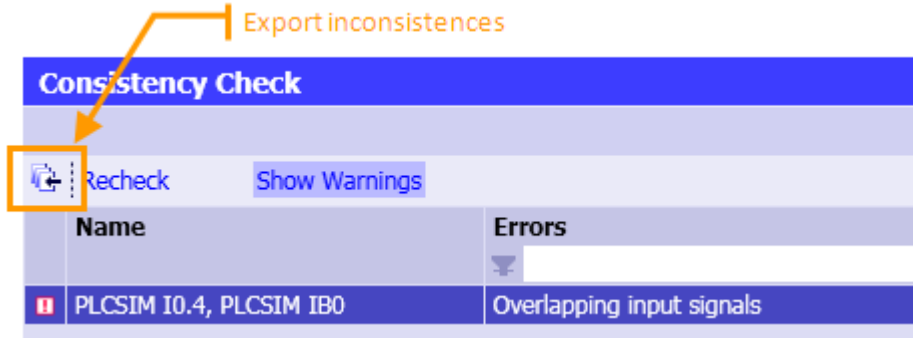 Export inconsistences
Consistency Check
Recheck Show Warnings
Name Errors
PLCSIM I0.4, PLCSIM IB0 Overlapping input signals